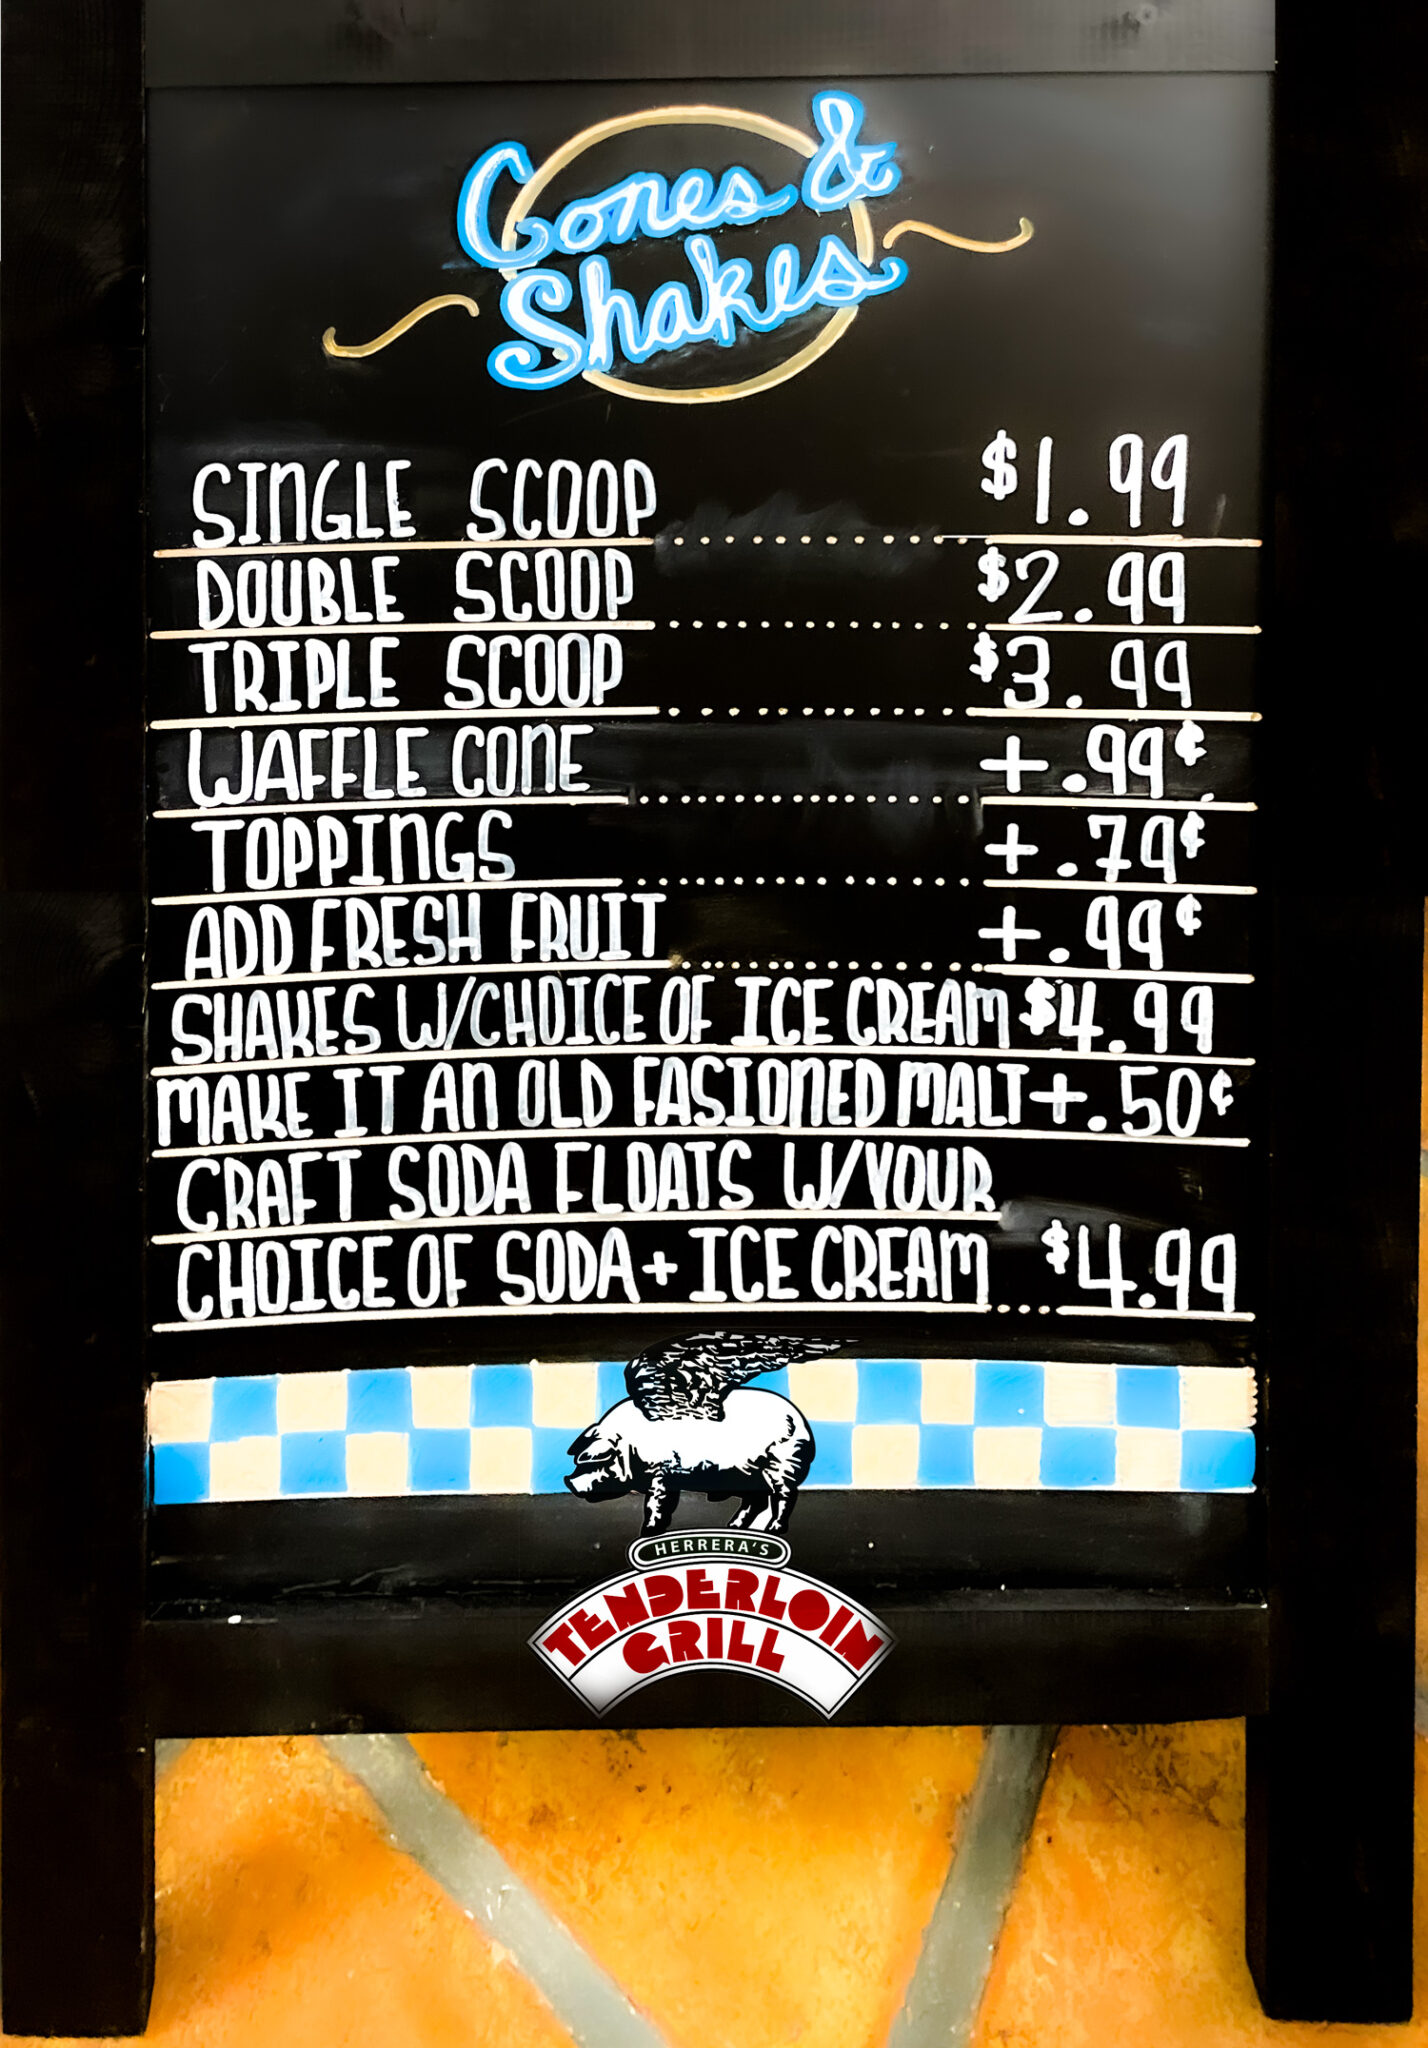 Cones &
Shakes
SINGLE SCOOP $1.99
DOUBLE SCOOP $2.99
TRIPLE SCOOP $3.99
WAFFLE CONE +.99¢
TOPPINGS +.79¢
ADD FRESH FRUIT +.99¢
SHAKES W/CHOICE OF ICE CREAM $4.99
MAKE IT AN OLD FASIONED MALT +.50¢
CRAFT SODA FLOATS W/YOUR
CHOICE OF SODA + ICE CREAM $4.99
HERRERA'S
TENDERLOIN
GRILL